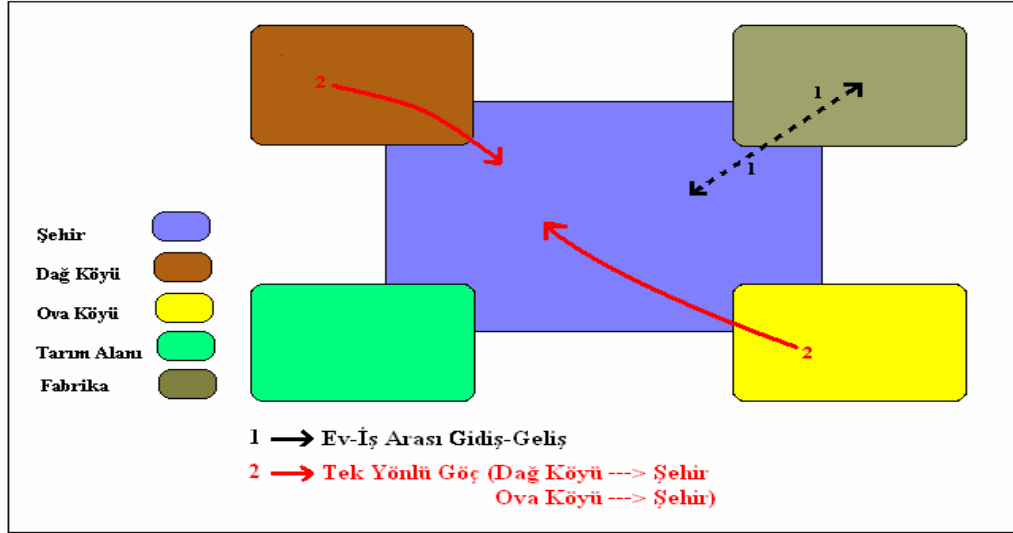 2
1
1
2
Şehir
Dağ Köyü
Ova Köyü
Tarım Alanı
Fabrika
1 Ev-İş Arası Gidiş-Geliş
2 Tek Yönlü Göç (Dağ Köyü ---> Şehir
Ova Köyü ---> Şehir)